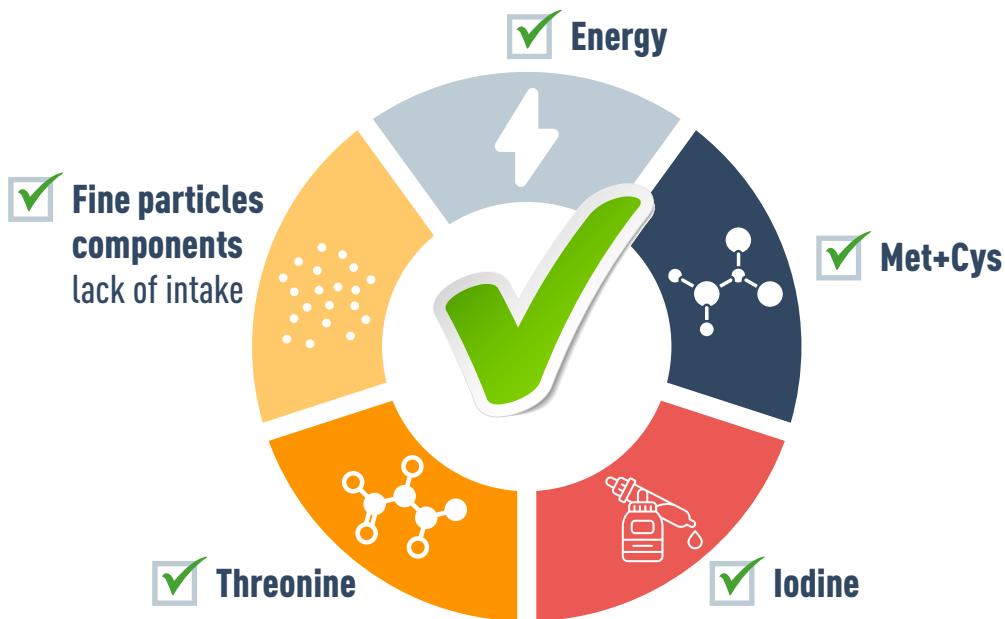 Energy
Fine particles
components
lack of intake
Met+Cys
Threonine
Iodine